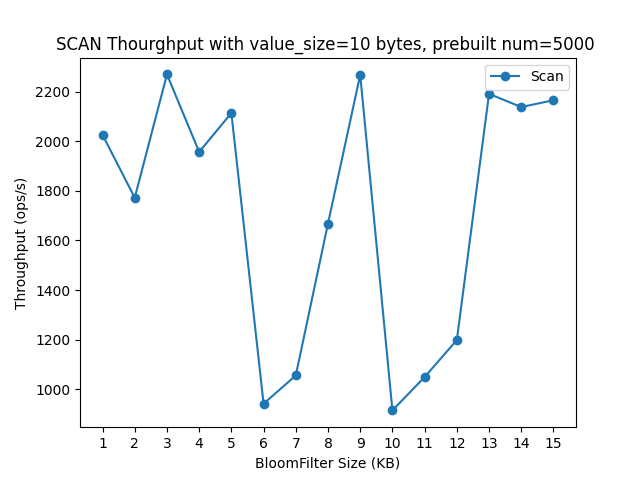 SCAN Thourghput with value_size=10 bytes, prebuilt num=5000
Scan
Throughput (ops/s)
2200
2000
1800
1600
1400
1200
1000
1 2 3 4 5 6 7 8 9 10 11 12 13 14 15
BloomFilter Size (KB)